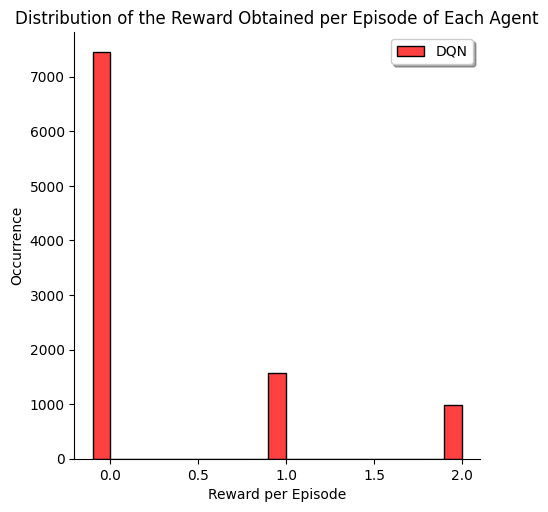 Distribution of the Reward Obtained per Episode of Each Agent
DQN
7000
6000
5000
4000
3000
2000
1000
0
0.0 0.5 1.0 1.5 2.0
Occurrence
Reward per Episode